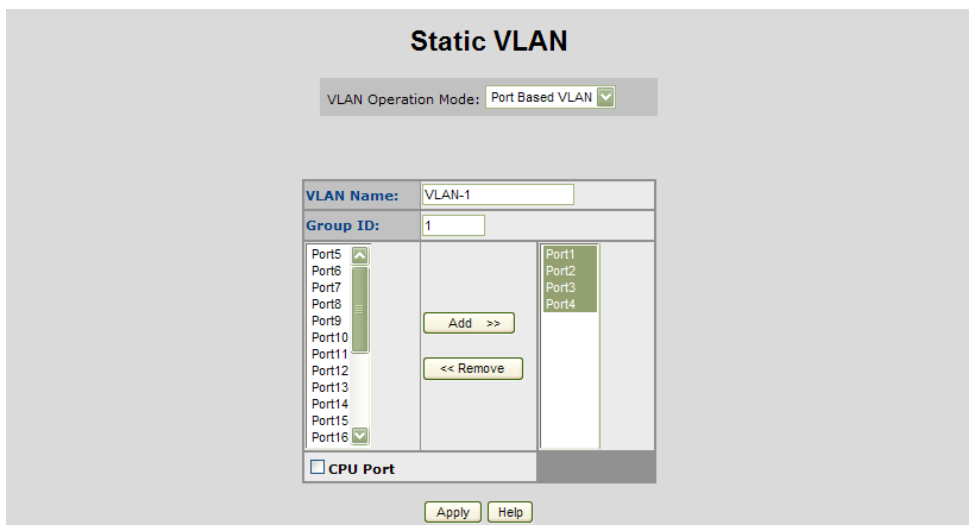 Static VLAN
VLAN Operation Mode: Port Based VLAN
VLAN Name: VLAN-1
Group ID: 1
Port5
Port6
Port7
Port8
Port9
Port10
Port11
Port12
Port13
Port14
Port15
Port16
Add >>
<< Remove
Port1
Port2
Port3
Port4
CPU Port
Apply Help